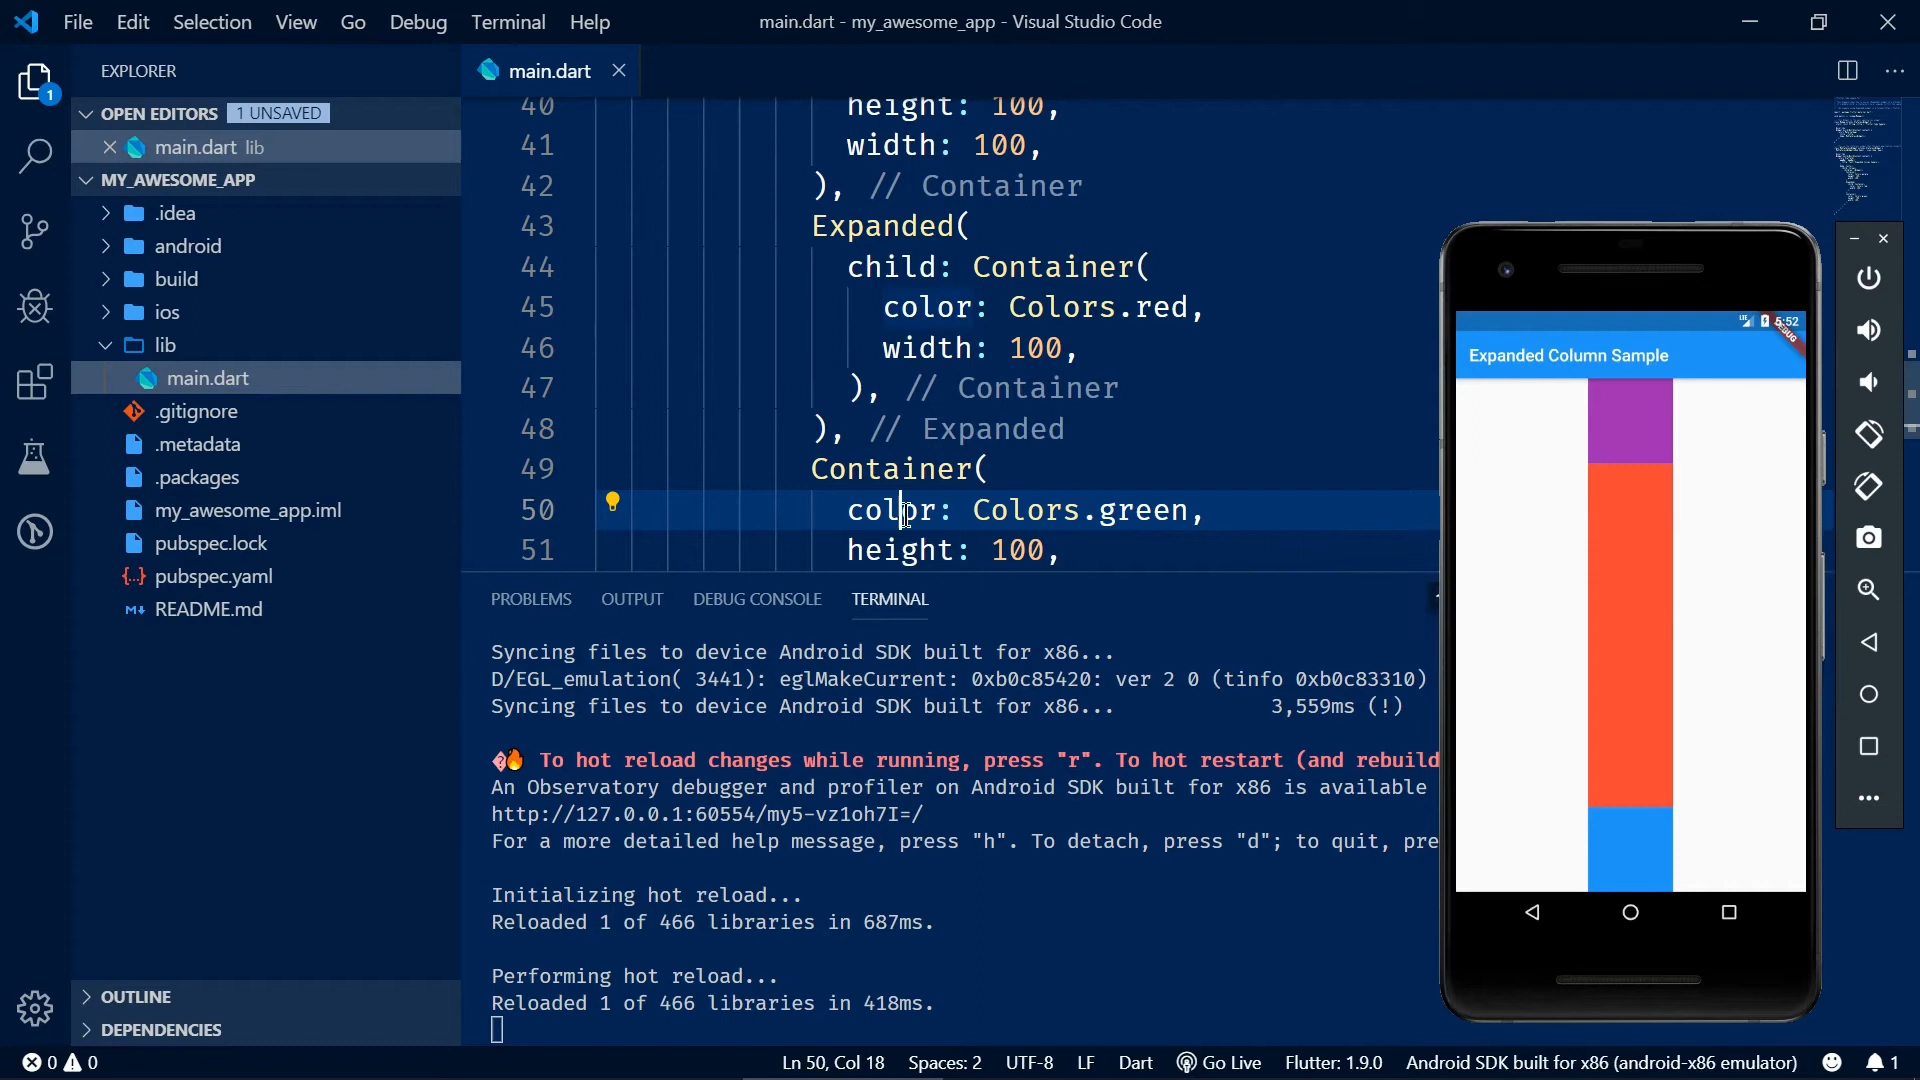 File Edit Selection View Go Debug Terminal Help
main.dart - my_awesome_app - Visual Studio Code
EXPLORER
1
OPEN EDITORS 1 UNSAVED
main.dart lib
MY_AWESOME_APP
.idea
android
build
ios
lib
main.dart
.gitignore
.metadata
.packages
my_awesome_app.iml
pubspec.lock
{..} pubspec.yaml
README.md
OUTLINE
DEPENDENCIES
main.dart
40 height: 100,
41 width: 100,
42 ), // Container
43 Expanded(
44 child: Container(
45 color: Colors.red,
46 width: 100,
47 ), // Container
48 ), // Expanded
49 Container(
50 color: Colors.green,
51 height: 100,
PROBLEMS OUTPUT DEBUG CONSOLE TERMINAL
Syncing files to device Android SDK built for x86...
D/EGL_emulation( 3441): eglMakeCurrent: 0xb0c85420: ver 2 0 (tinfo 0xb0c83310)
Syncing files to device Android SDK built for x86... 3,559ms (!)
To hot reload changes while running, press "r". To hot restart (and rebuild
An Observatory debugger and profiler on Android SDK built for x86 is available
http://127.0.0.1:60554/my5-vz1oh7I=/
For a more detailed help message, press "h". To detach, press "d"; to quit, pre
Initializing hot reload...
Reloaded 1 of 466 libraries in 687ms.
Performing hot reload...
Reloaded 1 of 466 libraries in 418ms.
LTE 5:52
DEBUG
Expanded Column Sample
0 0
Ln 50, Col 18 Spaces: 2 UTF-8 LF Dart Go Live Flutter: 1.9.0 Android SDK built for x86 (android-x86 emulator) 1